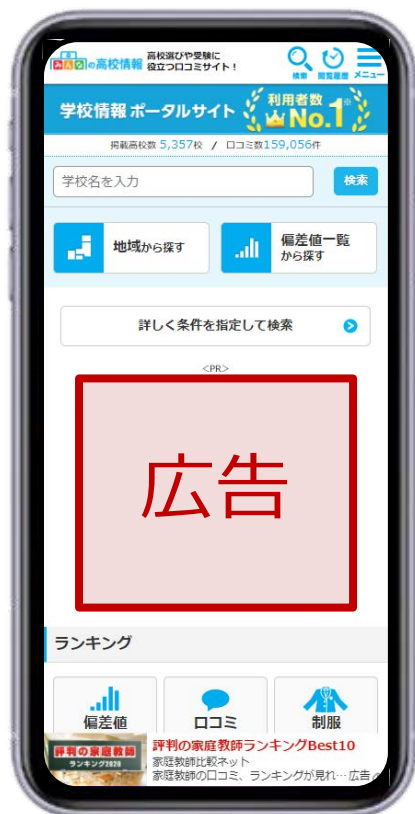 みんなの高校情報
高校選びや受験に
役立つ口コミサイト！
検索 閲覧履歴 メニュー
学校情報 ポータルサイト
利用者数
No.1※
掲載高校数 5,357校 / 口コミ数159,056件
学校名を入力
検索
地域から探す
偏差値一覧
から探す
詳しく条件を指定して検索
<PR>
広告
ランキング
偏差値
口コミ
制服
評判の家庭教師
ランキング2020
評判の家庭教師ランキングBest10
家庭教師比較ネット
家庭教師の口コミ、ランキングが見れ… 広告